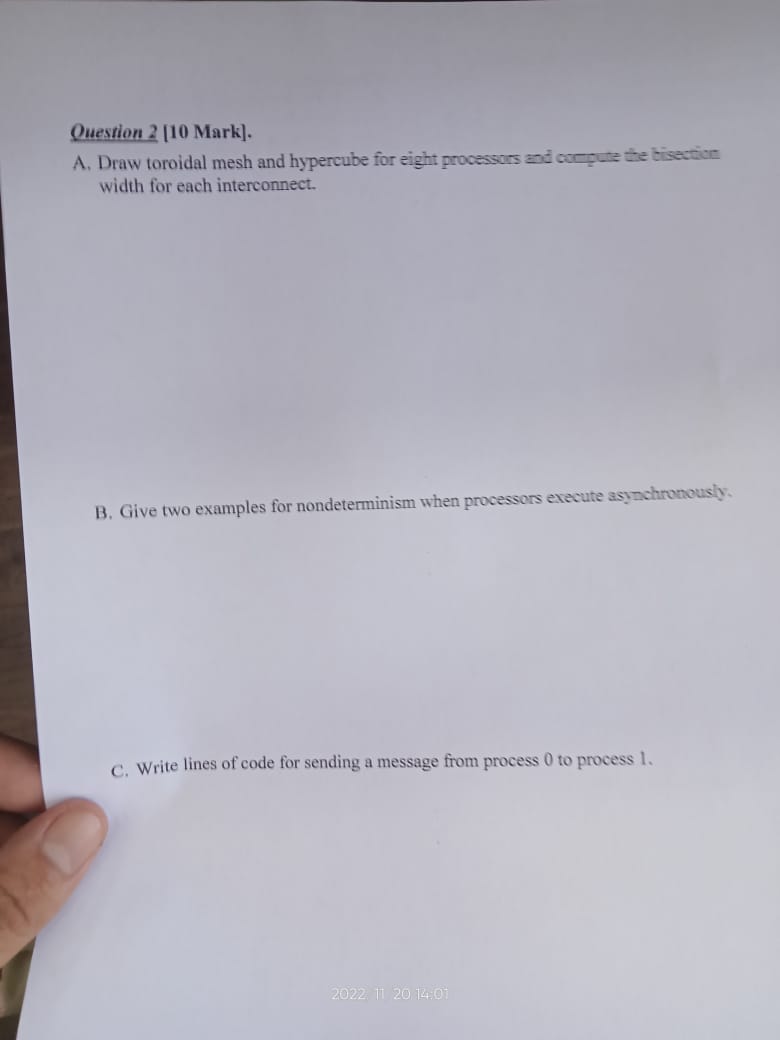 Question 2 [10 Mark].
A. Draw toroidal mesh and hypercube for eight processors and compute the bisection
width for each interconnect.
B. Give two examples for nondeterminism when processors execute asynchronously.
C. Write lines of code for sending a message from process 0 to process 1.
2022 11 20 14:01